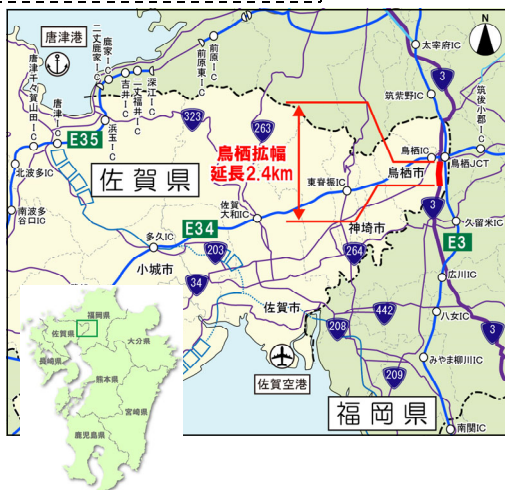 唐津港
鹿家IC
二丈鹿家IC
吉井IC
二丈福井IC
深江IC
前原東IC
前原IC
N
太宰府IC
3
筑紫野IC
筑後小郡IC
唐津千々賀山田IC
唐津IC
浜玉IC
323
263
E35
鳥栖拡幅
延長2.4km
鳥栖IC
鳥栖JCT
鳥栖市
北波多IC
佐賀県
東脊振IC
南波多
谷口IC
佐賀
大和IC
神埼市
3
久留米IC
E34
多久IC
203
264
E3
小城市
広川IC
34
佐賀市
442
八女IC
208
3
佐賀空港
209
みやま柳川IC
福岡県
南関IC
福岡県
佐賀県
大分県
長崎県
熊本県
宮崎県
鹿児島県